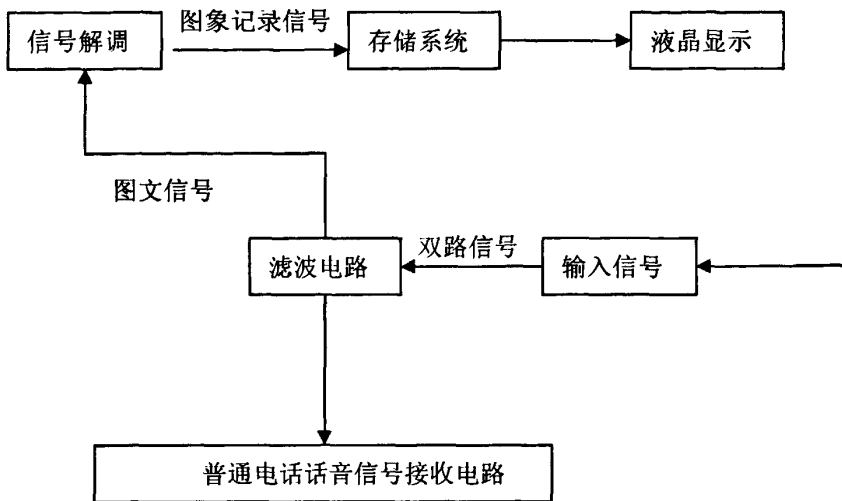 图象记录信号
信号解调
存储系统
液晶显示
图文信号
双路信号
滤波电路
输入信号
普通电话话音信号接收电路